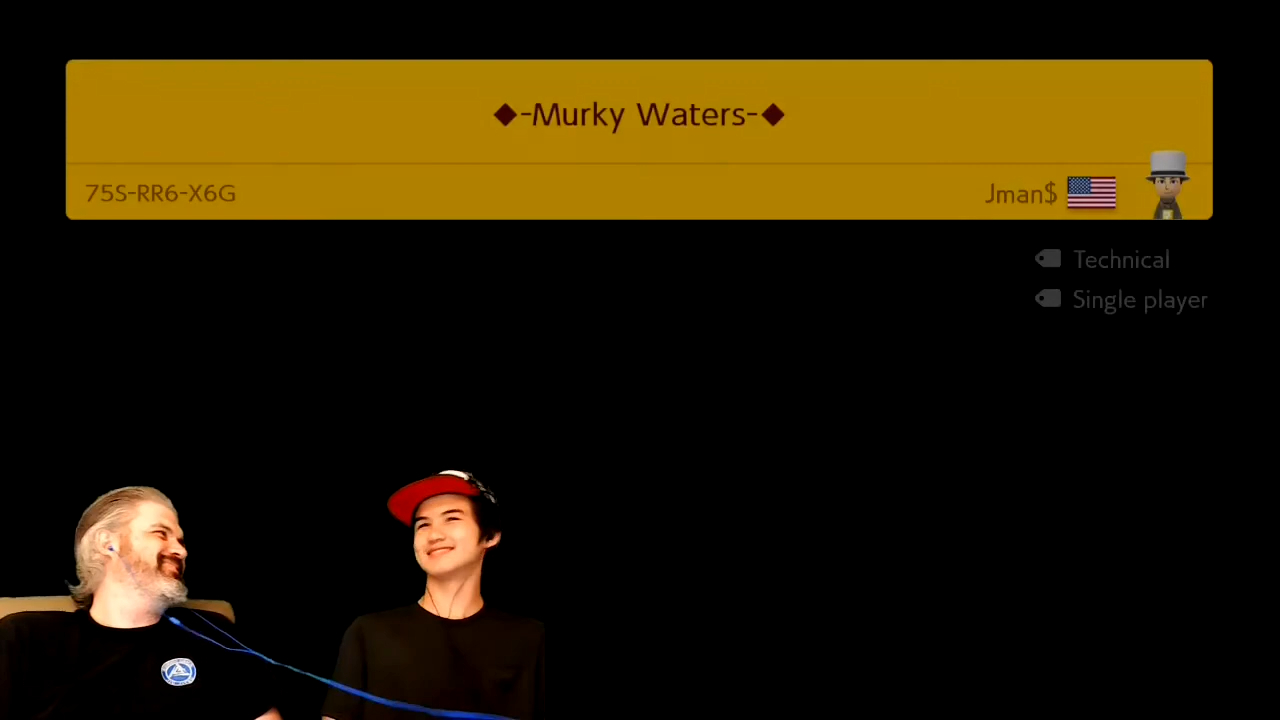 ◆-Murky Waters-◆
75S-RR6-X6G
Jman$
Technical
Single player